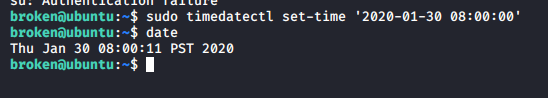 su: Authentication failure
broken@ubuntu:~$ sudo timedatectl set-time '2020-01-30 08:00:00'
broken@ubuntu:~$ date
Thu Jan 30 08:00:11 PST 2020
broken@ubuntu:~$